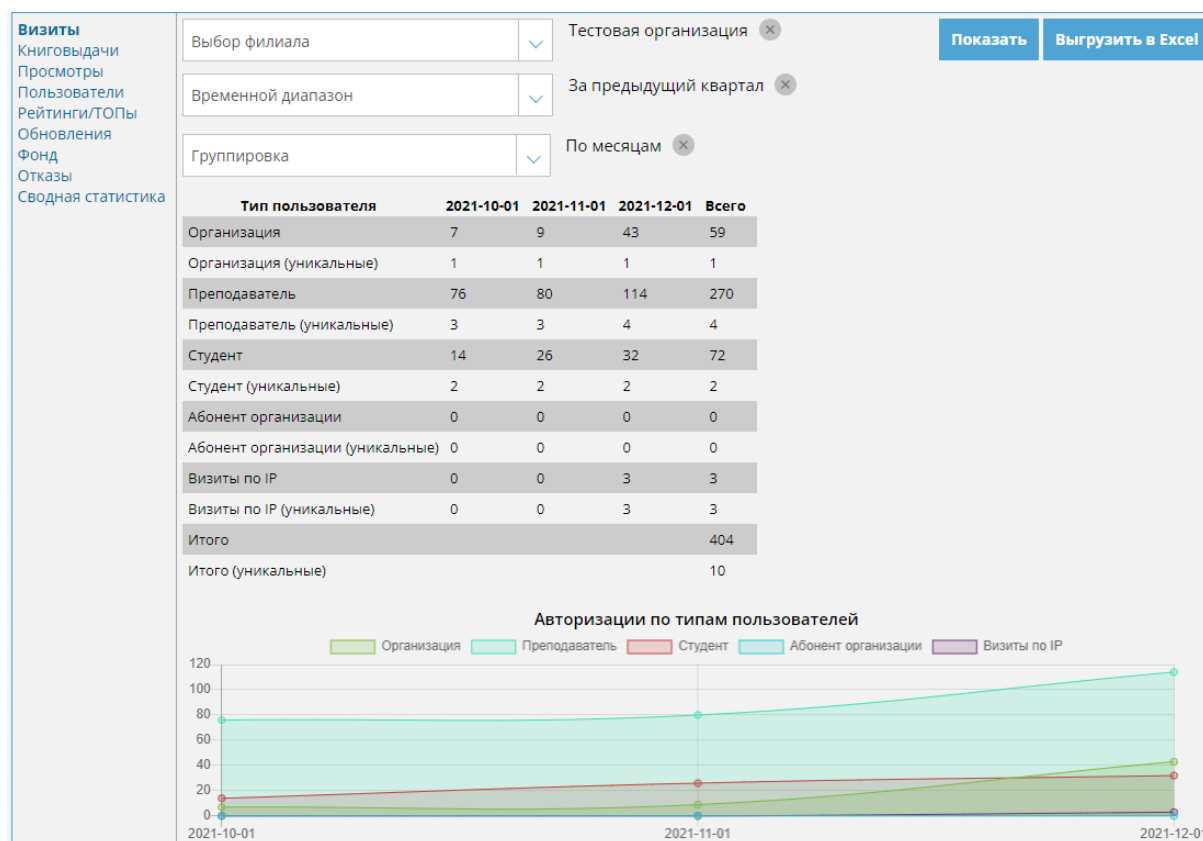 Визиты
Книговыдачи
Просмотры
Пользователи
Рейтинги/ТОПы
Обновления
Фонд
Отказы
Сводная статистика
Выбор филиала
Тестовая организация
Показать
Выгрузить в Excel
Временной диапазон
За предыдущий квартал
Группировка
По месяцам
Тип пользователя 2021-10-01 2021-11-01 2021-12-01 Всего
Организация 7 9 43 59
Организация (уникальные) 1 1 1 1
Преподаватель 76 80 114 270
Преподаватель (уникальные) 3 3 4 4
Студент 14 26 32 72
Студент (уникальные) 2 2 2 2
Абонент организации 0 0 0 0
Абонент организации (уникальные) 0 0 0 0
Визиты по IP 0 0 3 3
Визиты по IP (уникальные) 0 0 3 3
Итого 404
Итого (уникальные) 10
Авторизации по типам пользователей
Организация Преподаватель Студент Абонент организации Визиты по IP
120
100
80
60
40
20
0
2021-10-01 2021-11-01 2021-12-01